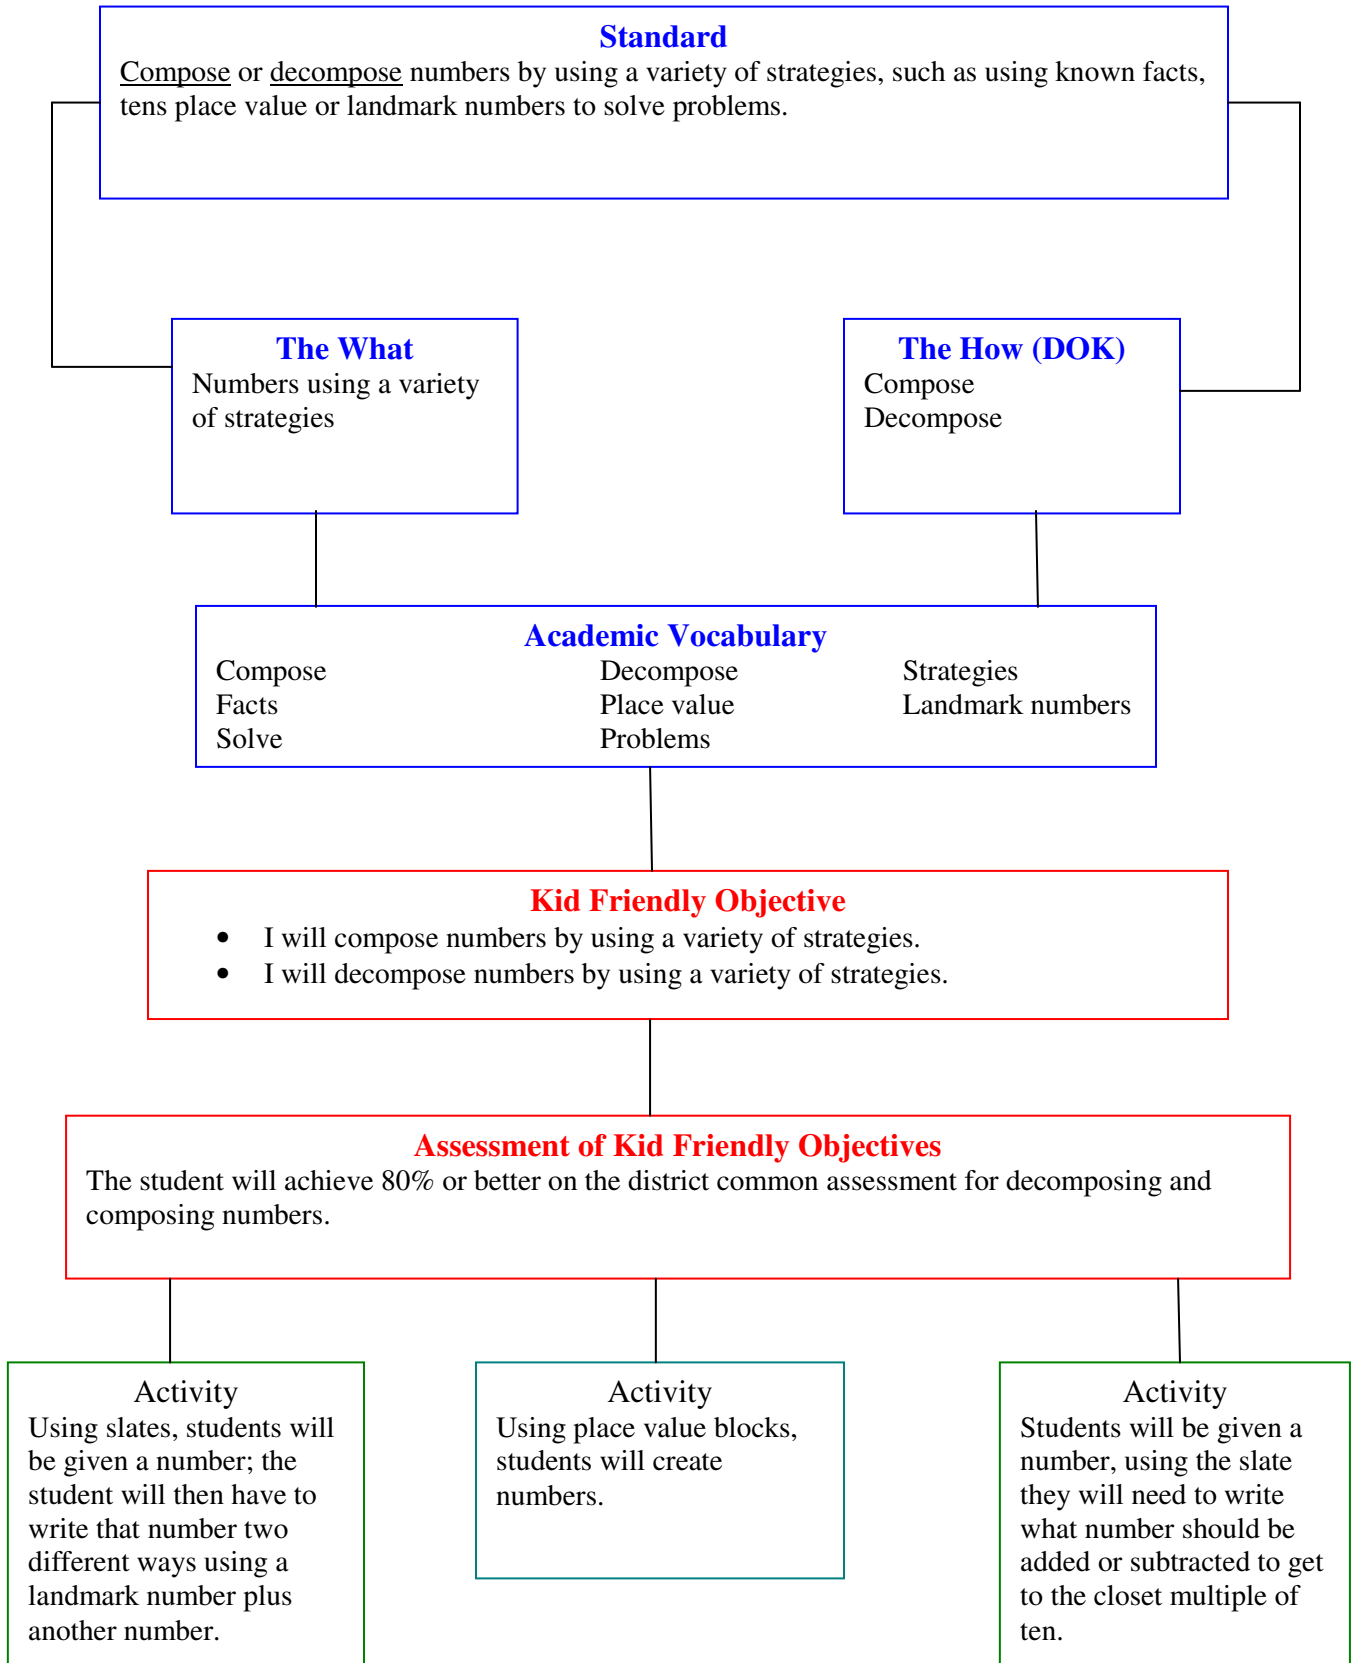 Standard
Compose or decompose numbers by using a variety of strategies, such as using known facts,
tens place value or landmark numbers to solve problems.
The What
Numbers using a variety
of strategies
The How (DOK)
Compose
Decompose
Academic Vocabulary
Compose Decompose Strategies
Facts Place value Landmark numbers
Solve Problems
Kid Friendly Objective
• I will compose numbers by using a variety of strategies.
• I will decompose numbers by using a variety of strategies.
Assessment of Kid Friendly Objectives
The student will achieve 80% or better on the district common assessment for decomposing and
composing numbers.
Activity
Using slates, students will
be given a number; the
student will then have to
write that number two
different ways using a
landmark number plus
another number.
Activity
Using place value blocks,
students will create
numbers.
Activity
Students will be given a
number, using the slate
they will need to write
what number should be
added or subtracted to get
to the closet multiple of
ten.